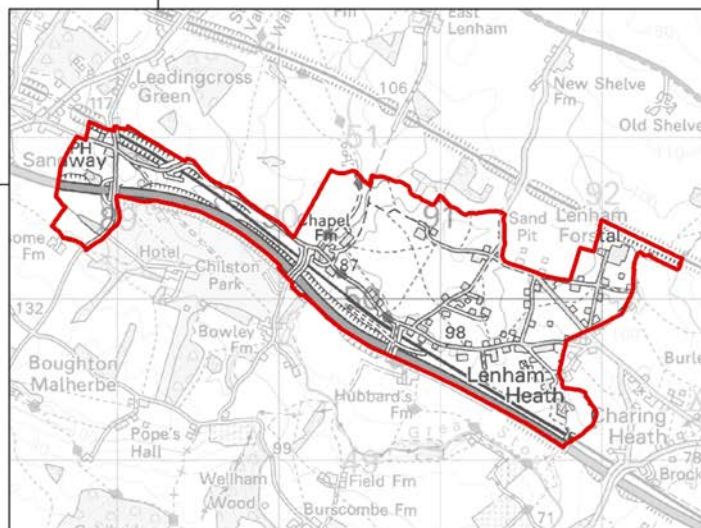 East
Lenham
Leadingcross
Green
106
New Shelve
Fm
Old Shelve
117
PH
Sandway
91
92
Sand
Pit
Lenham
Forstal
Chapel
Fm
87
Hotel
Chilston
Park
132
98
Bowley
Fm
Boughton
Malherbe
Lenham
Heath
Hubbard's
Fm
Charing
Heath
Pope's
Hall
99
78
Brock
Wellham
Wood
Field Fm
Burscombe Fm
71